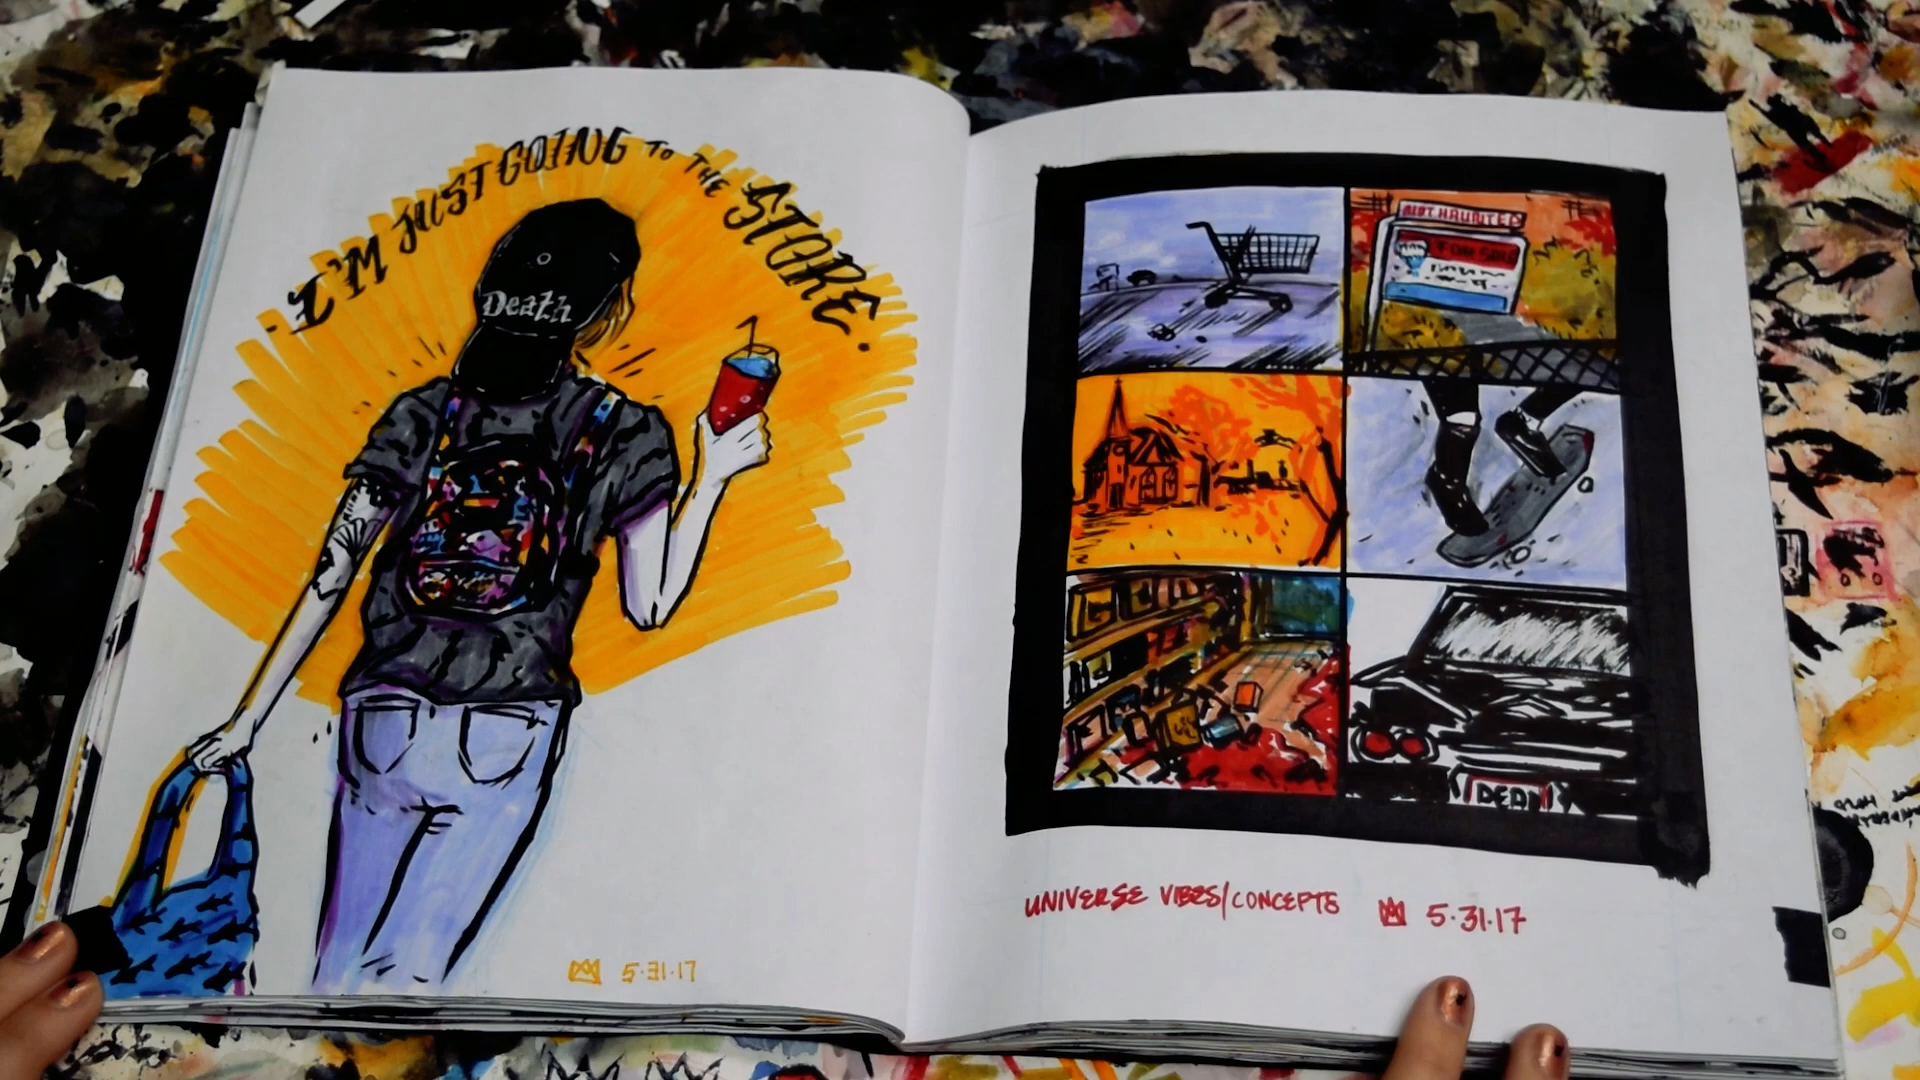 I'M JUST GOING TO THE STORE.
Death
5·31·17
NOT HAUNTED
FOR SALE
DEAD
UNIVERSE VIBES/CONCEPTS 5·31·17